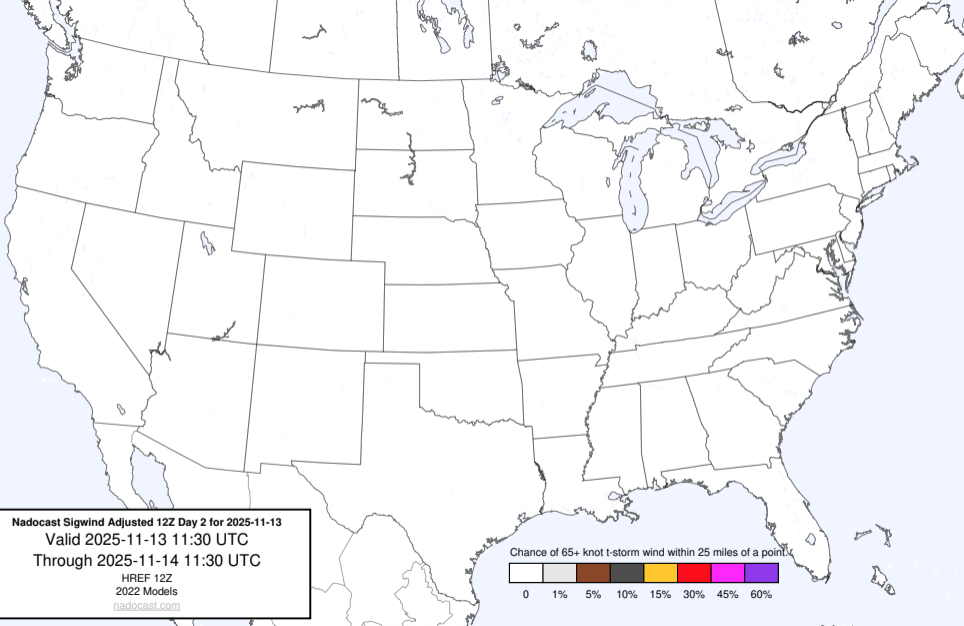 Nadocast Sigwind Adjusted 12Z Day 2 for 2025-11-13
Valid 2025-11-13 11:30 UTC
Through 2025-11-14 11:30 UTC
HREF 12Z
2022 Models
nadocast.com
Chance of 65+ knot t-storm wind within 25 miles of a point.
0 1% 5% 10% 15% 30% 45% 60%